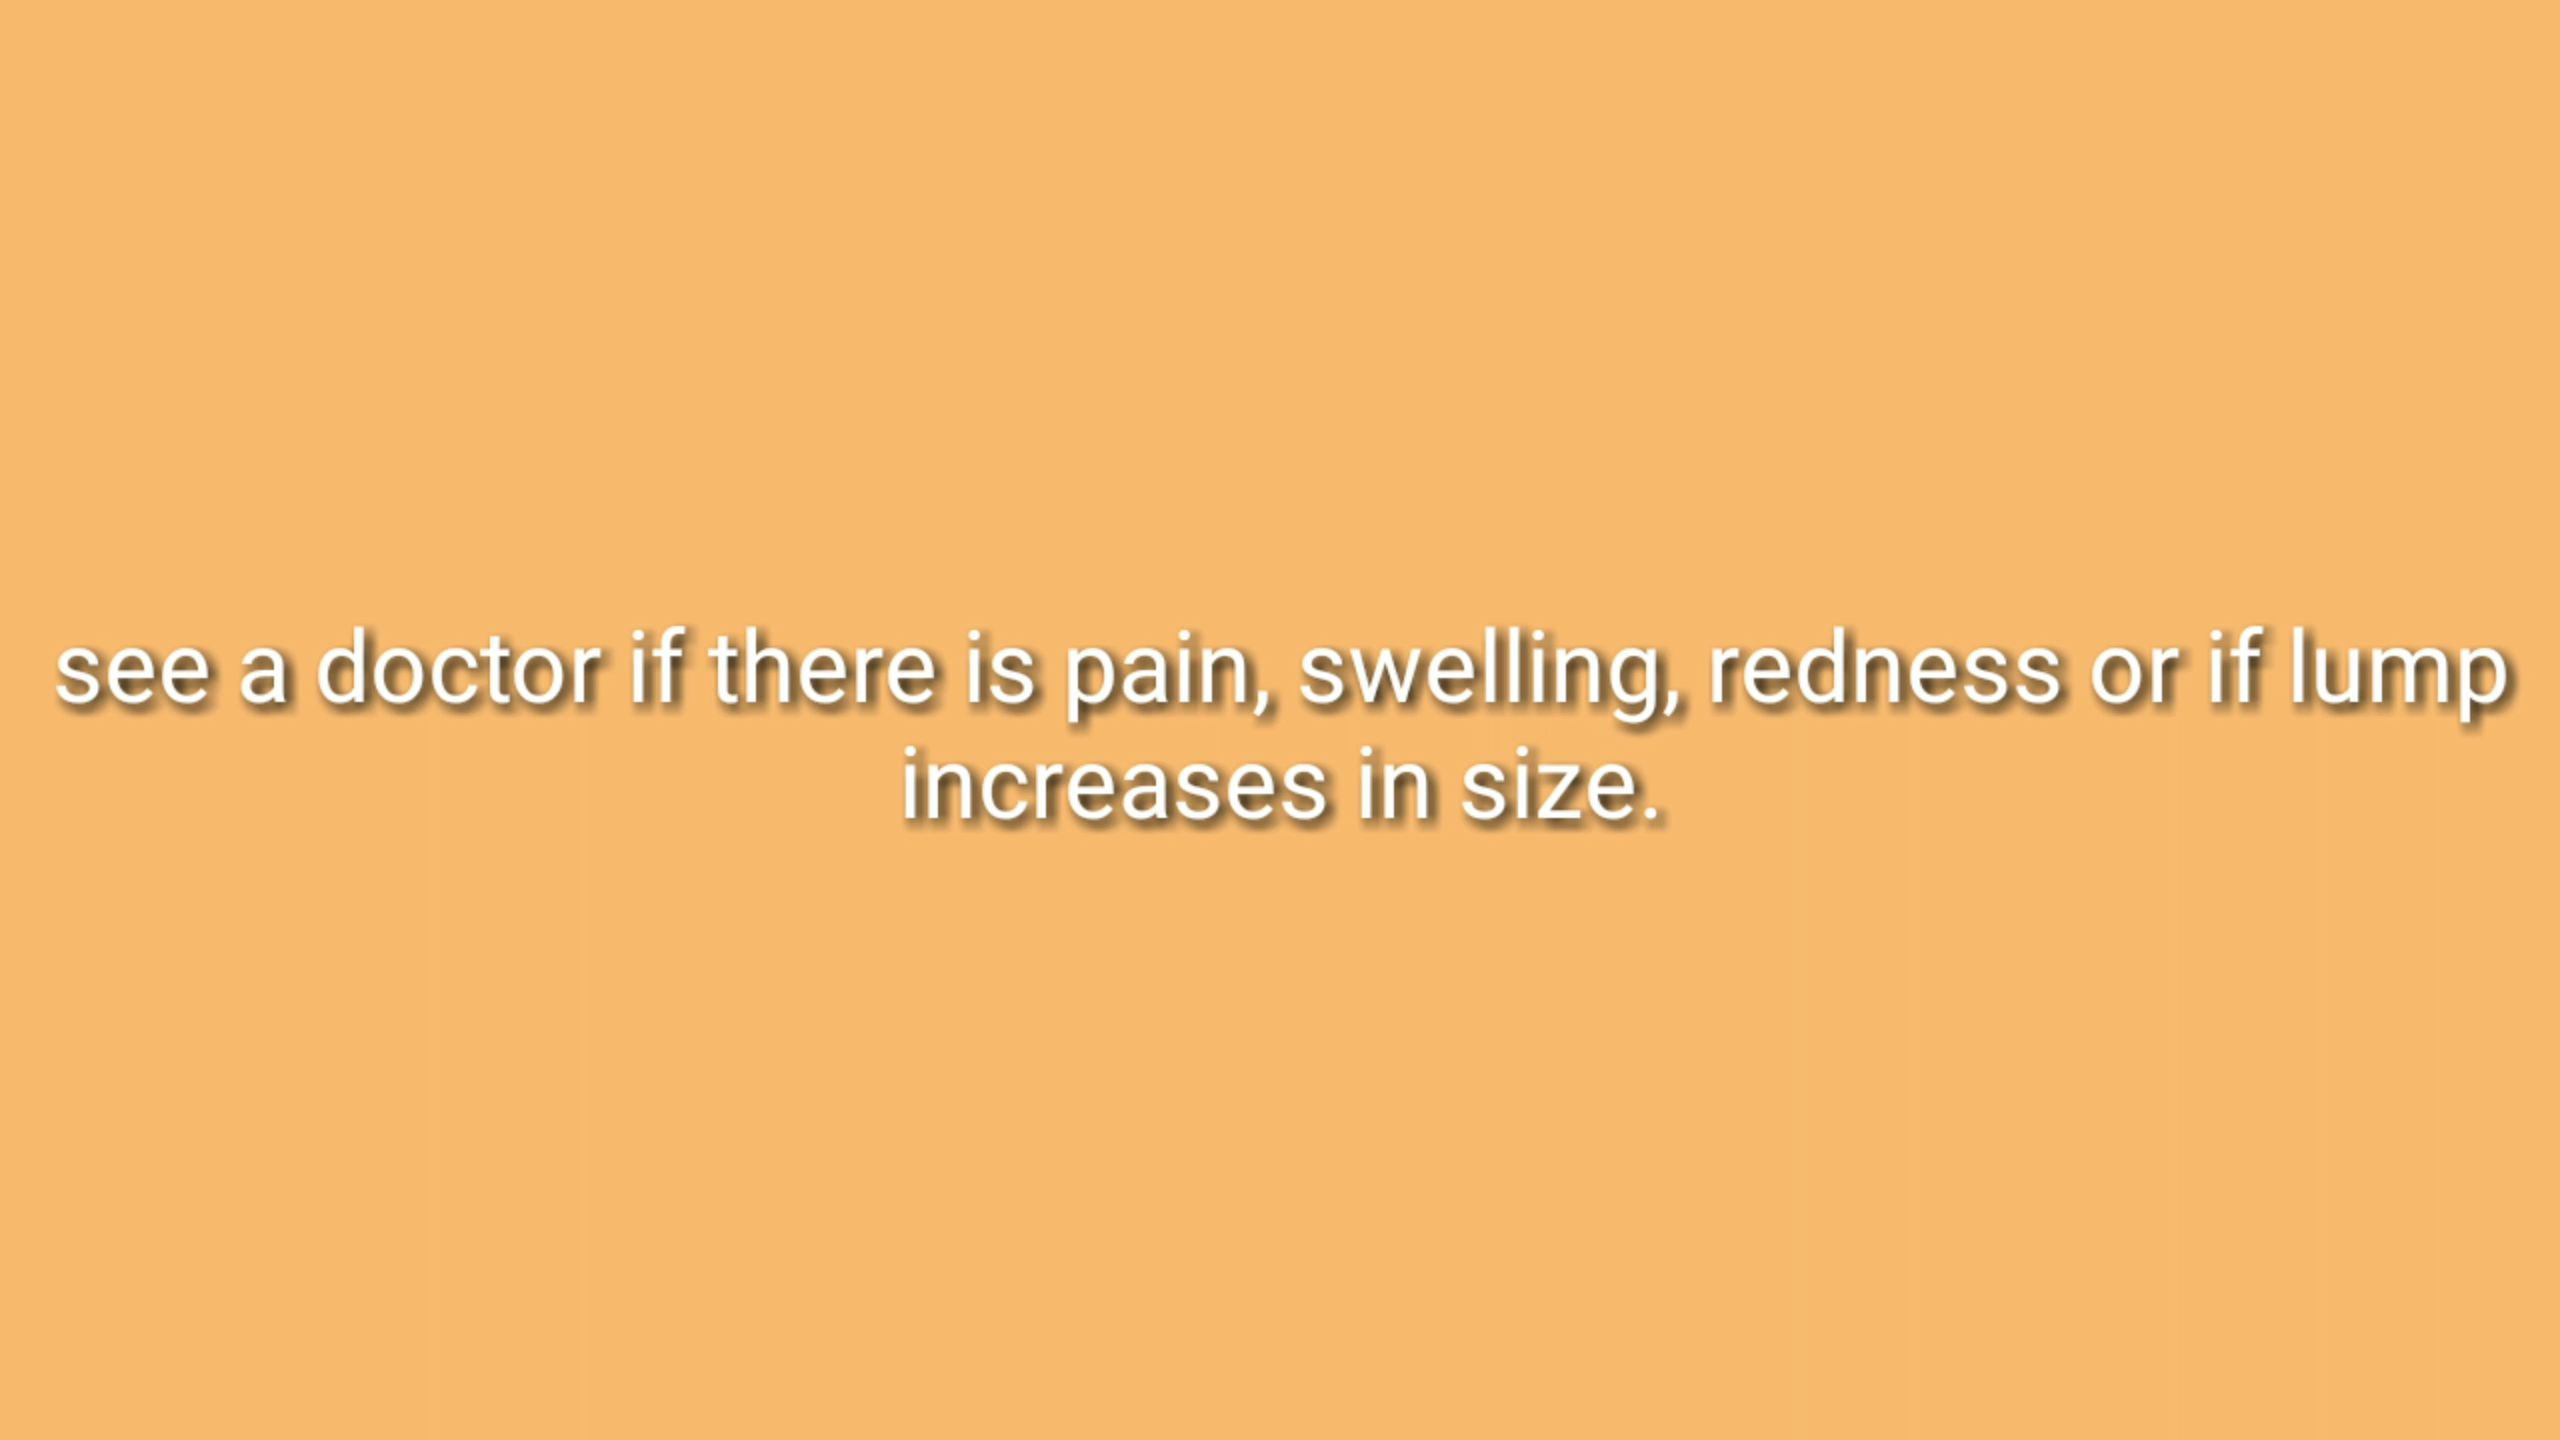 see a doctor if there is pain, swelling, redness or if lump
increases in size.